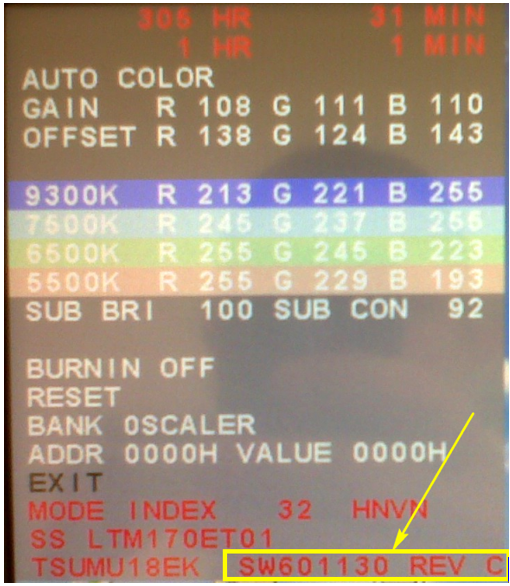 305 HR 31 MIN
1 HR 1 MIN
AUTO COLOR
GAIN R 108 G 111 B 110
OFFSET R 138 G 124 B 143
9300K R 213 G 221 B 255
7500K R 245 G 237 B 255
6500K R 255 G 245 B 223
5500K R 255 G 229 B 193
SUB BRI 100 SUB CON 92
BURNIN OFF
RESET
BANK 0SCALER
ADDR 0000H VALUE 0000H
EXIT
MODE INDEX 32 HNVN
SS LTM170ET01
TSUMU18EK SW601130 REV C